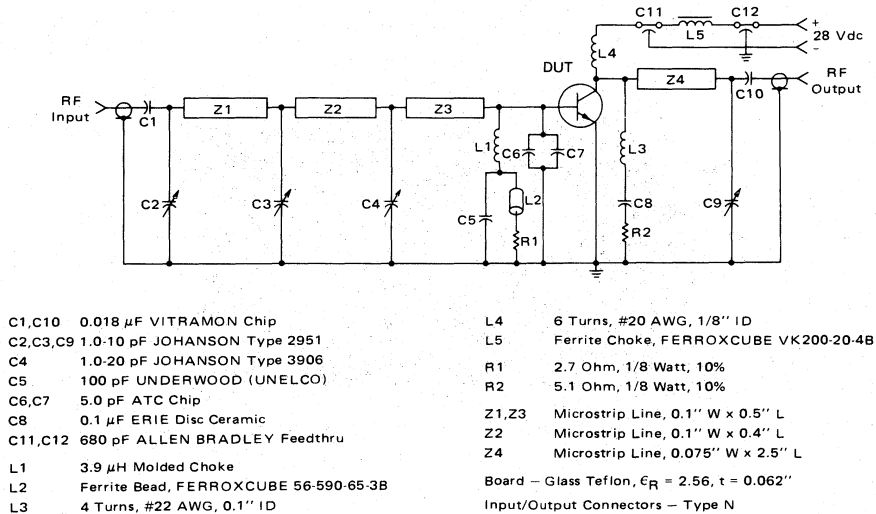 C11
C12
+
L5
28 Vdc
–
L4
DUT
Z4
RF
Input
Z1
Z2
Z3
RF
Output
C1
C10
L1
C6
C7
L3
C2
C3
C4
L2
C8
C9
C5
R1
R2
C1,C10 0.018 μF VITRAMON Chip
C2,C3,C9 1.0-10 pF JOHANSON Type 2951
C4 1.0-20 pF JOHANSON Type 3906
C5 100 pF UNDERWOOD (UNELCO)
C6,C7 5.0 pF ATC Chip
C8 0.1 μF ERIE Disc Ceramic
C11,C12 680 pF ALLEN BRADLEY Feedthru
L1 3.9 μH Molded Choke
L2 Ferrite Bead, FERROXCUBE 56-590-65-3B
L3 4 Turns, #22 AWG, 0.1" ID
L4 6 Turns, #20 AWG, 1/8" ID
L5 Ferrite Choke, FERROXCUBE VK200-20-4B
R1 2.7 Ohm, 1/8 Watt, 10%
R2 5.1 Ohm, 1/8 Watt, 10%
Z1,Z3 Microstrip Line, 0.1" W x 0.5" L
Z2 Microstrip Line, 0.1" W x 0.4" L
Z4 Microstrip Line, 0.075" W x 2.5" L
Board – Glass Teflon, ЄR = 2.56, t = 0.062"
Input/Output Connectors – Type N